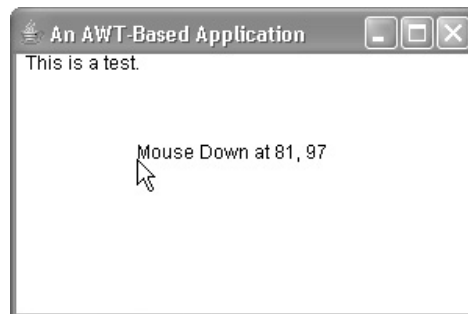 An AWT-Based Application
This is a test.
Mouse Down at 81, 97